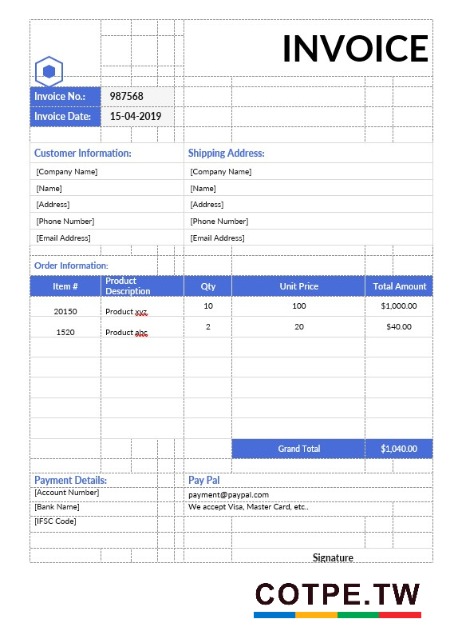 INVOICE
Invoice No.: 987568
Invoice Date: 15-04-2019
Customer Information: Shipping Address:
[Company Name] [Company Name]
[Name] [Name]
[Address] [Address]
[Phone Number] [Phone Number]
[Email Address] [Email Address]
Order Information:
Item # Product Description Qty Unit Price Total Amount
20150 Product xyz 10 100 $1,000.00
1520 Product abc 2 20 $40.00
Grand Total $1,040.00
Payment Details: Pay Pal
[Account Number] payment@paypal.com
[Bank Name] We accept Visa, Master Card, etc..
[IFSC Code]
Signature
COTPE.TW